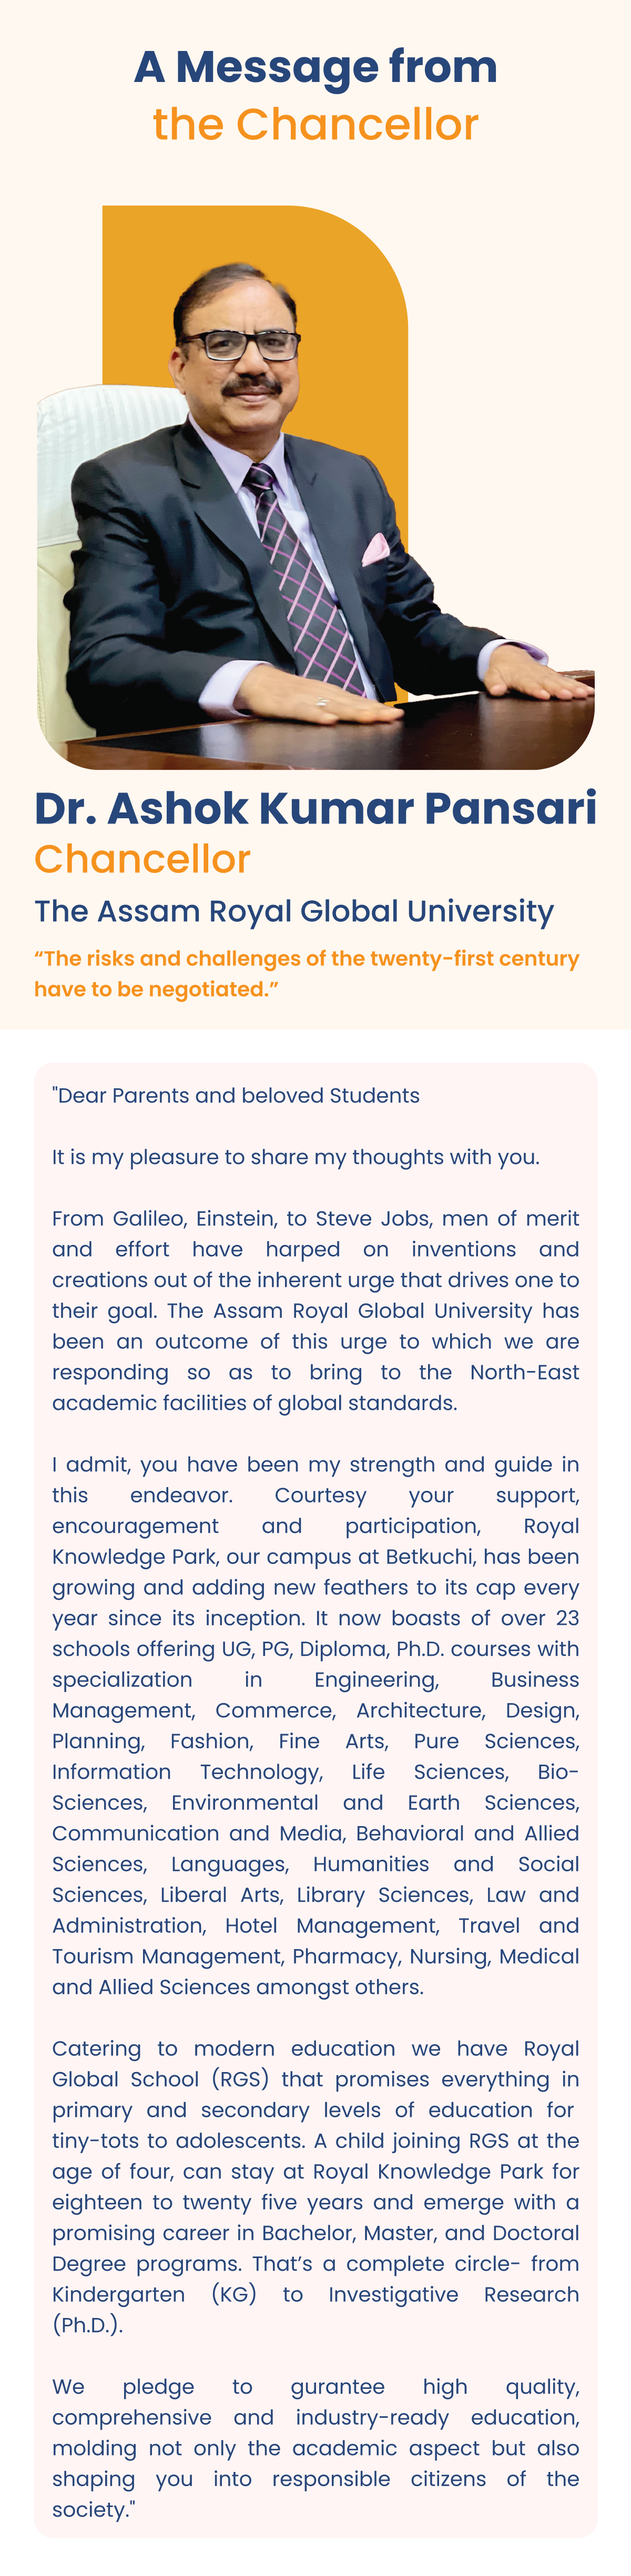 A Message from
the Chancellor
Dr. Ashok Kumar Pansari
Chancellor
The Assam Royal Global University
“The risks and challenges of the twenty-first century
have to be negotiated.”
"Dear Parents and beloved Students
It is my pleasure to share my thoughts with you.
From Galileo, Einstein, to Steve Jobs, men of merit
and effort have harped on inventions and
creations out of the inherent urge that drives one to
their goal. The Assam Royal Global University has
been an outcome of this urge to which we are
responding so as to bring to the North-East
academic facilities of global standards.
I admit, you have been my strength and guide in
this endeavor. Courtesy your support,
encouragement and participation, Royal
Knowledge Park, our campus at Betkuchi, has been
growing and adding new feathers to its cap every
year since its inception. It now boasts of over 23
schools offering UG, PG, Diploma, Ph.D. courses with
specialization in Engineering, Business
Management, Commerce, Architecture, Design,
Planning, Fashion, Fine Arts, Pure Sciences,
Information Technology, Life Sciences, Bio-
Sciences, Environmental and Earth Sciences,
Communication and Media, Behavioral and Allied
Sciences, Languages, Humanities and Social
Sciences, Liberal Arts, Library Sciences, Law and
Administration, Hotel Management, Travel and
Tourism Management, Pharmacy, Nursing, Medical
and Allied Sciences amongst others.
Catering to modern education we have Royal
Global School (RGS) that promises everything in
primary and secondary levels of education for
tiny-tots to adolescents. A child joining RGS at the
age of four, can stay at Royal Knowledge Park for
eighteen to twenty five years and emerge with a
promising career in Bachelor, Master, and Doctoral
Degree programs. That’s a complete circle- from
Kindergarten (KG) to Investigative Research
(Ph.D.).
We pledge to gurantee high quality,
comprehensive and industry-ready education,
molding not only the academic aspect but also
shaping you into responsible citizens of the
society."